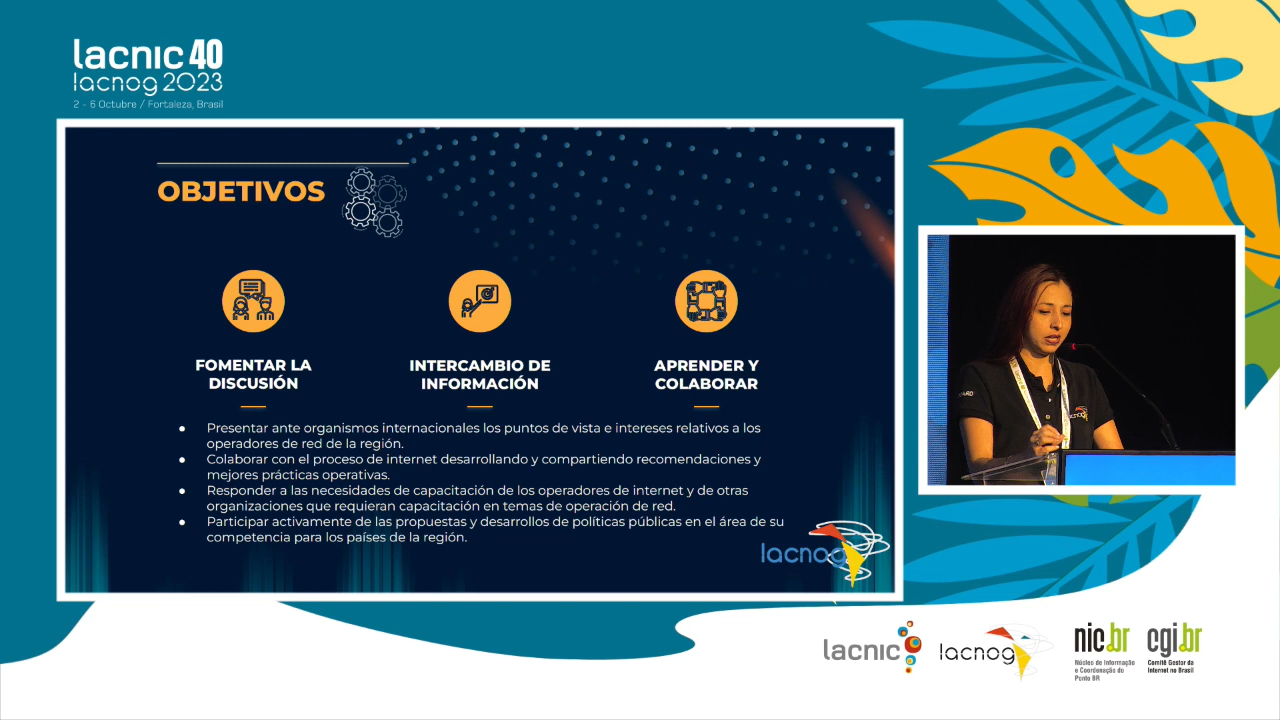 lacnic 40
lacnog 2023
2 - 6 Octubre / Fortaleza, Brasil
OBJETIVOS
FOMENTAR LA
DISCUSIÓN
INTERCAMBIO DE
INFORMACIÓN
APRENDER Y
COLABORAR
● Presentar ante organismos internacionales los puntos de vista e intereses relativos a los
operadores de red de la región.
● Colaborar con el proceso de internet desarrollando y compartiendo recomendaciones y
mejores prácticas operativas.
● Responder a las necesidades de capacitación de los operadores de internet y de otras
organizaciones que requieran capacitación en temas de operación de red.
● Participar activamente de las propuestas y desarrollos de políticas públicas en el área de su
competencia para los países de la región.
lacnog
lacnic
lacnog
nic.br
Núcleo de Informação
e Coordenação do
Ponto BR
cgi.br
Comitê Gestor da
Internet no Brasil